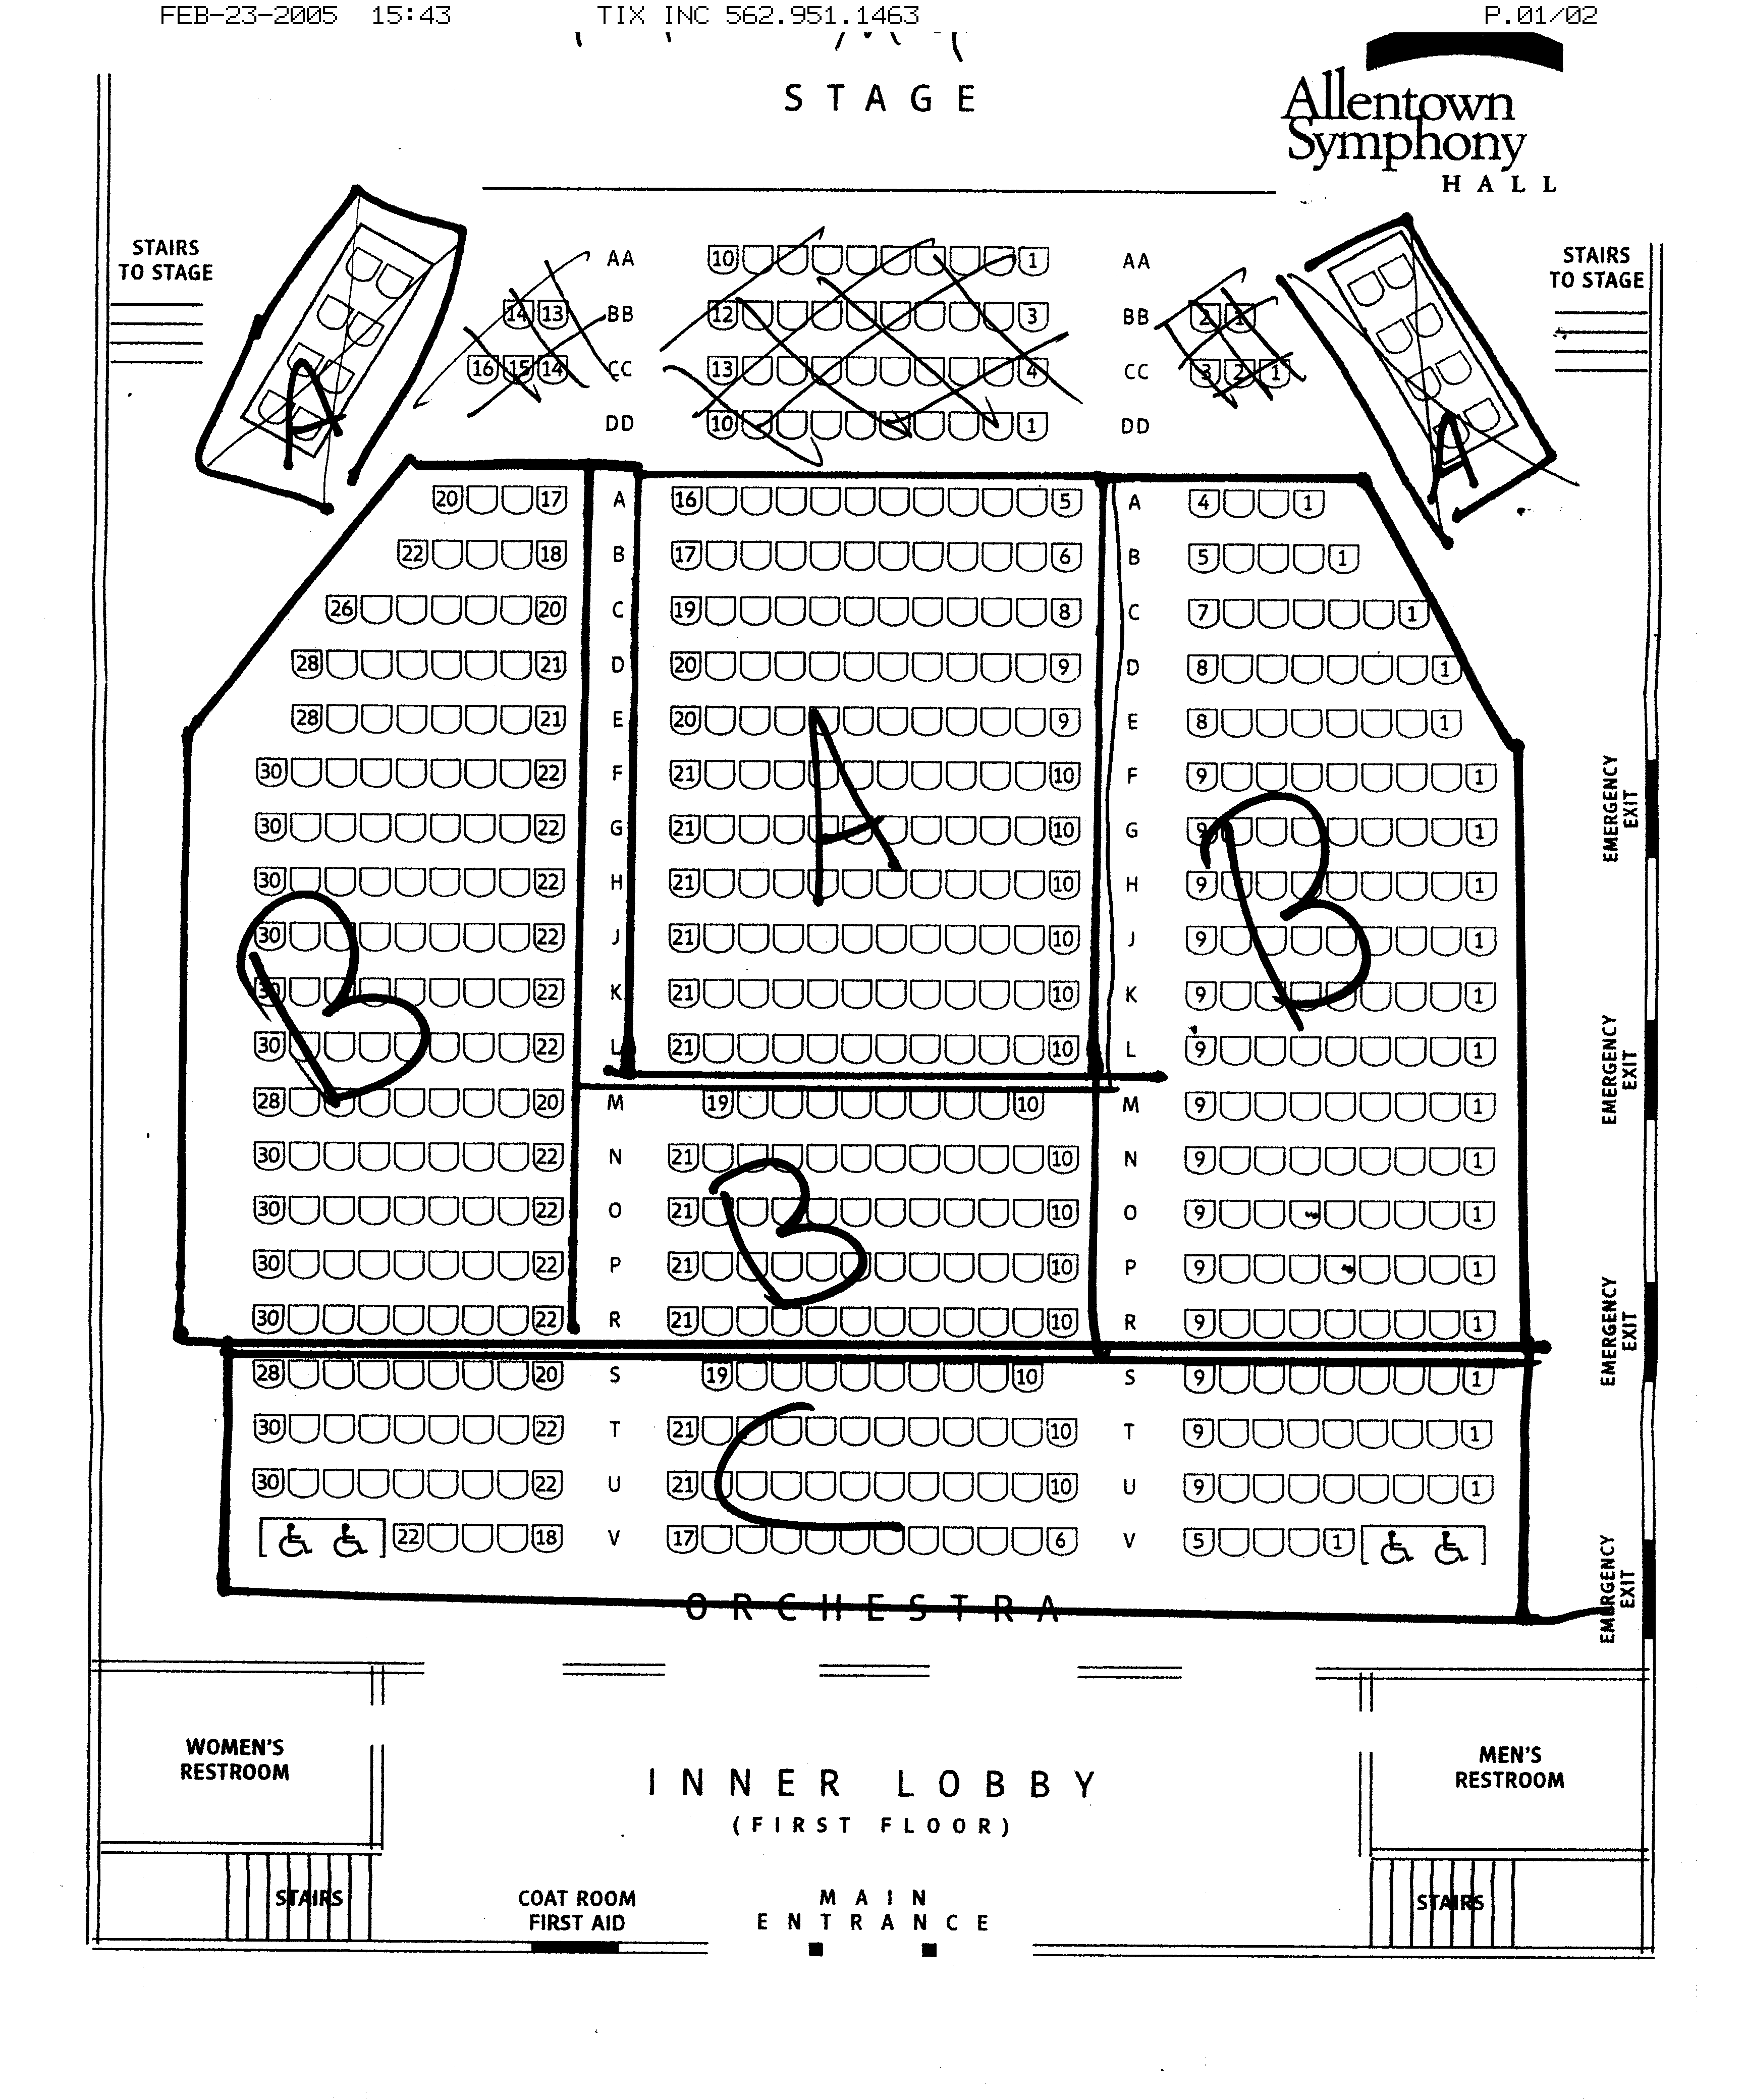 FEB-23-2005 15:43 TIX INC 562.951.1463 P.01/02
STAGE
Allentown
Symphony
HALL
STAIRS
TO STAGE
STAIRS
TO STAGE
AA 10 1 AA
14 13 BB 12 3 BB 2 1
16 15 14 CC 13 4 CC 3 2 1
DD 10 1 DD
A A
20 17 A 16 5 A 4 1
22 18 B 17 6 B 5 1
26 20 C 19 8 C 7 1
28 21 D 20 9 D 8 1
28 21 E 20 9 E 8 1
30 22 F 21 10 F 9 1
30 22 G 21 10 G 9 1
30 22 H 21 10 H 9 1
30 22 J 21 10 J 9 1
30 22 K 21 10 K 9 1
30 22 L 21 10 L 9 1
B A B
28 20 M 19 10 M 9 1
30 22 N 21 10 N 9 1
30 22 O 21 10 O 9 1
30 22 P 21 10 P 9 1
30 22 R 21 10 R 9 1
B
28 20 S 19 10 S 9 1
30 22 T 21 10 T 9 1
30 22 U 21 10 U 9 1
22 18 V 17 6 V 5 1
C
ORCHESTRA
EMERGENCY
EXIT
EMERGENCY
EXIT
EMERGENCY
EXIT
EMERGENCY
EXIT
WOMEN'S
RESTROOM
INNER LOBBY
(FIRST FLOOR)
MEN'S
RESTROOM
STAIRS
COAT ROOM
FIRST AID
MAIN
ENTRANCE
STAIRS